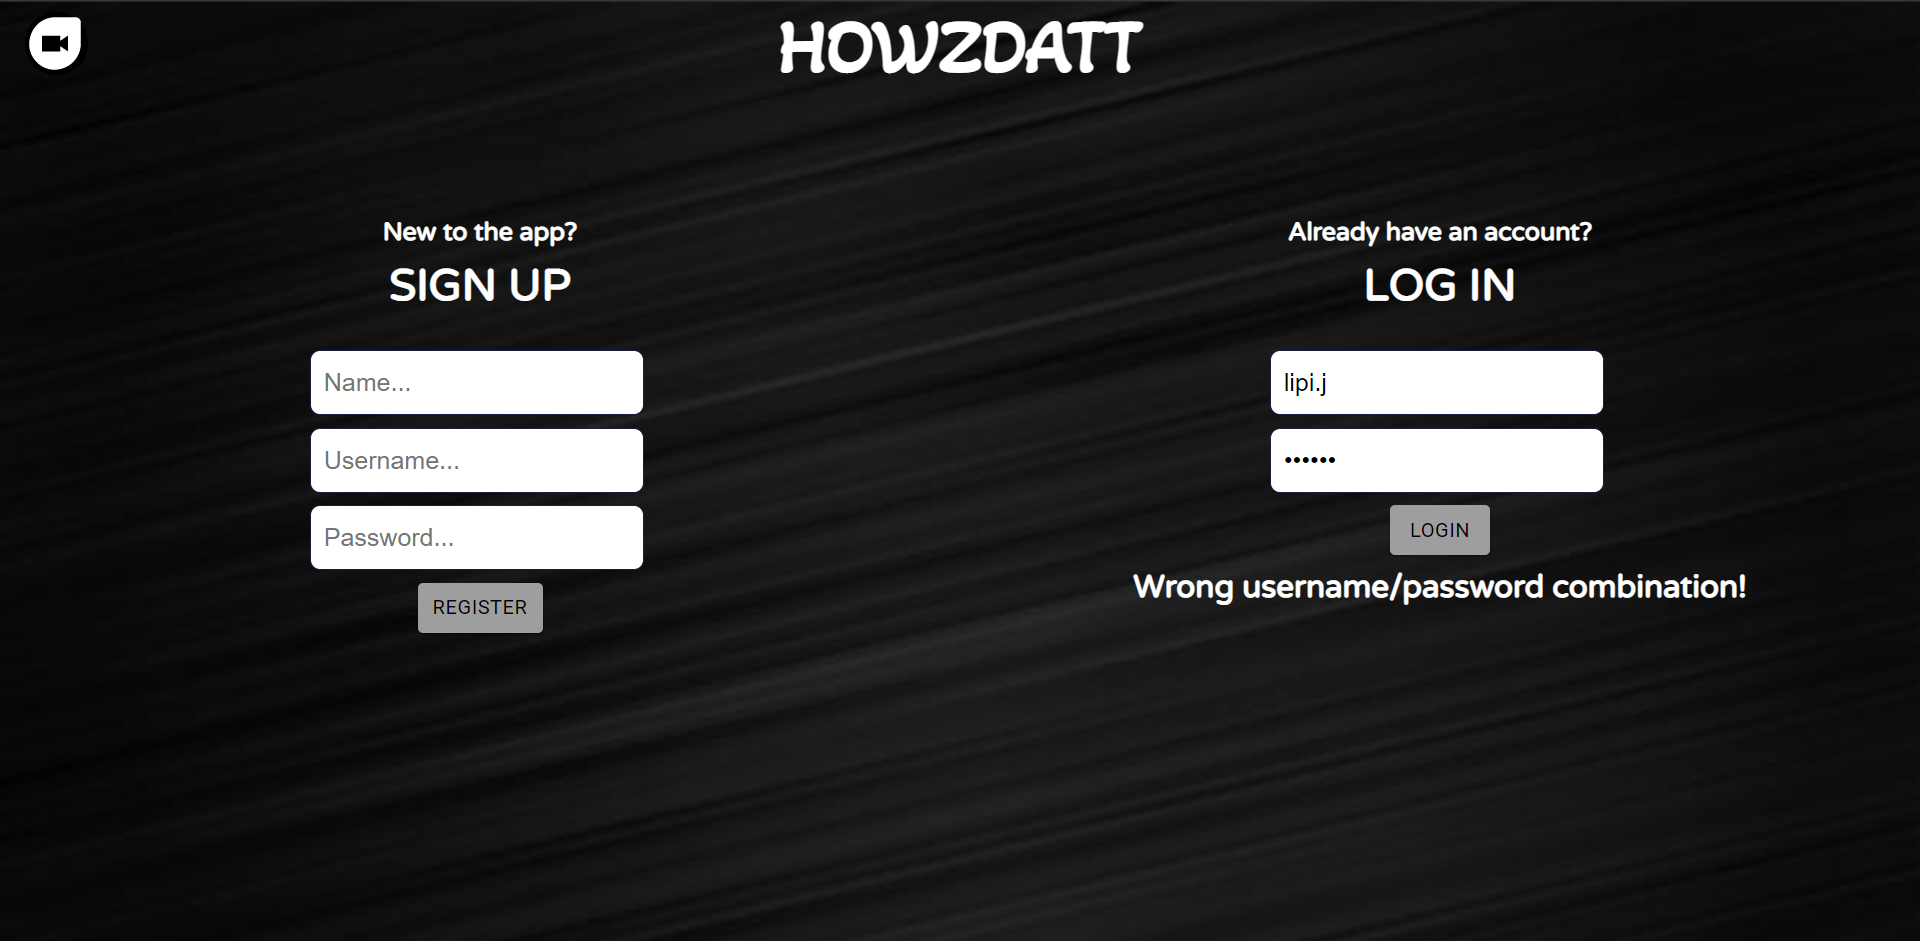 HOWZDATT
New to the app?
SIGN UP
Name...
Username...
Password...
REGISTER
Already have an account?
LOG IN
lipi.j
••••••
LOGIN
Wrong username/password combination!